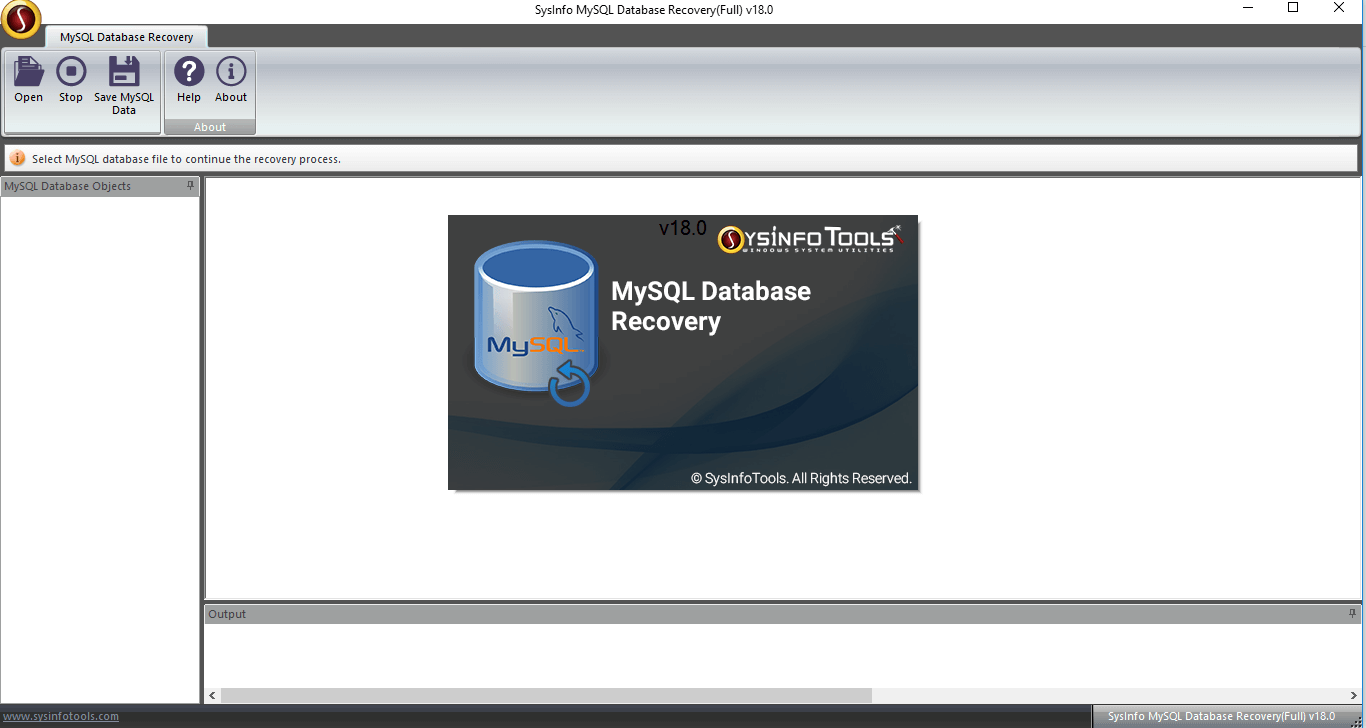 SysInfo MySQL Database Recovery(Full) v18.0
MySQL Database Recovery
Open
Stop
Save MySQL
Data
Help
About
About
Select MySQL database file to continue the recovery process.
MySQL Database Objects
v18.0
SYSINFOTOOLS
WINDOWS SYSTEM UTILITIES
MySQL Database
Recovery
MySQL
© SysInfoTools. All Rights Reserved.
Output
www.sysinfotools.com
SysInfo MySQL Database Recovery(Full) v18.0